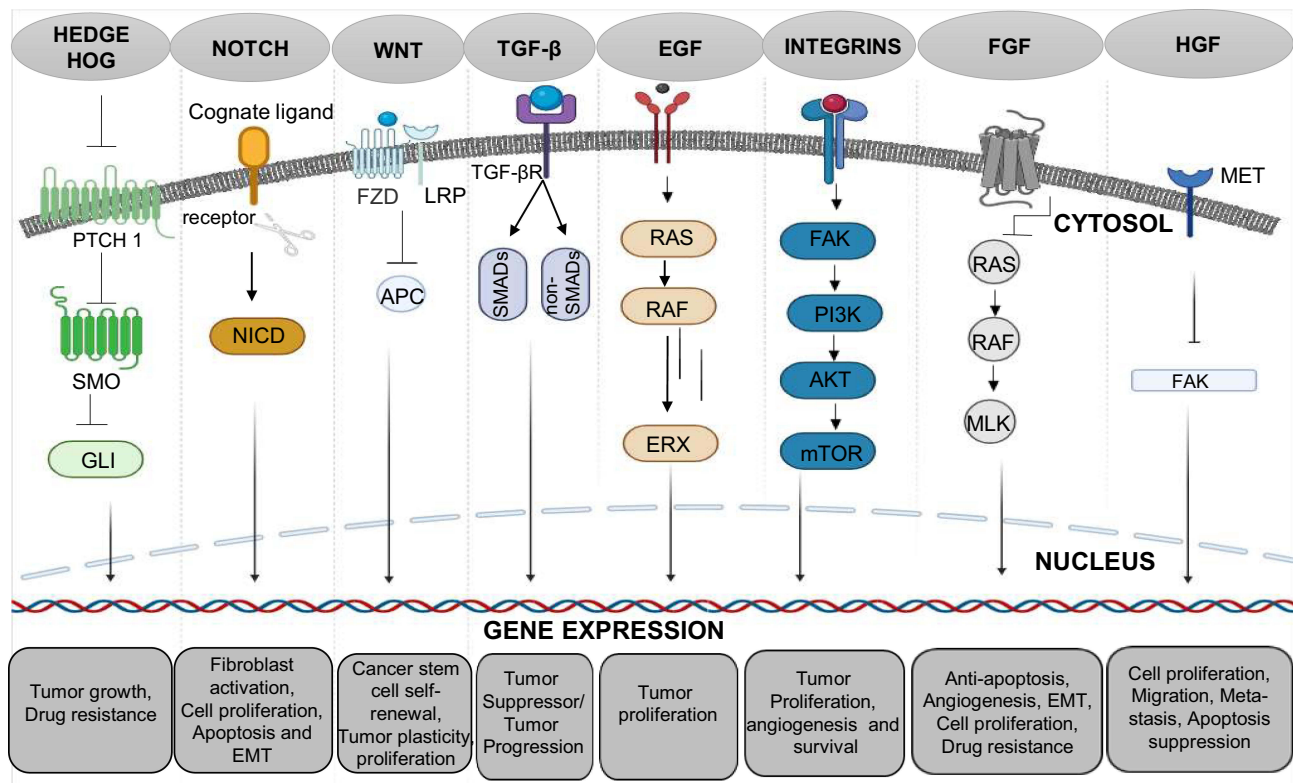 HEDGE
HOG
NOTCH
WNT
TGF-β
EGF
INTEGRINS
FGF
HGF
Cognate ligand
receptor
PTCH 1
SMO
GLI
NICD
FZD
LRP
APC
TGF-βR
SMADs
non-
SMADs
RAS
RAF
ERX
FAK
PI3K
AKT
mTOR
CYTOSOL
RAS
RAF
MLK
MET
FAK
NUCLEUS
GENE EXPRESSION
Tumor growth,
Drug resistance
Fibroblast
activation,
Cell proliferation,
Apoptosis and
EMT
Cancer stem
cell self-
renewal,
Tumor plasticity,
proliferation
Tumor
Suppressor/
Tumor
Progression
Tumor
proliferation
Tumor
Proliferation,
angiogenesis and
survival
Anti-apoptosis,
Angiogenesis, EMT,
Cell proliferation,
Drug resistance
Cell proliferation,
Migration, Meta-
stasis, Apoptosis
suppression